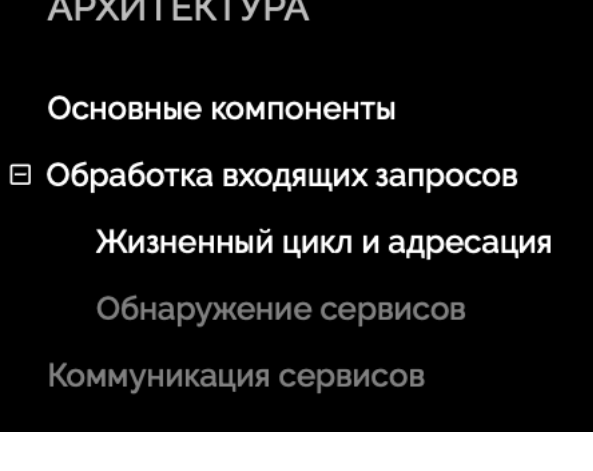 АРХИТЕКТУРА
Основные компоненты
Обработка входящих запросов
Жизненный цикл и адресация
Обнаружение сервисов
Коммуникация сервисов